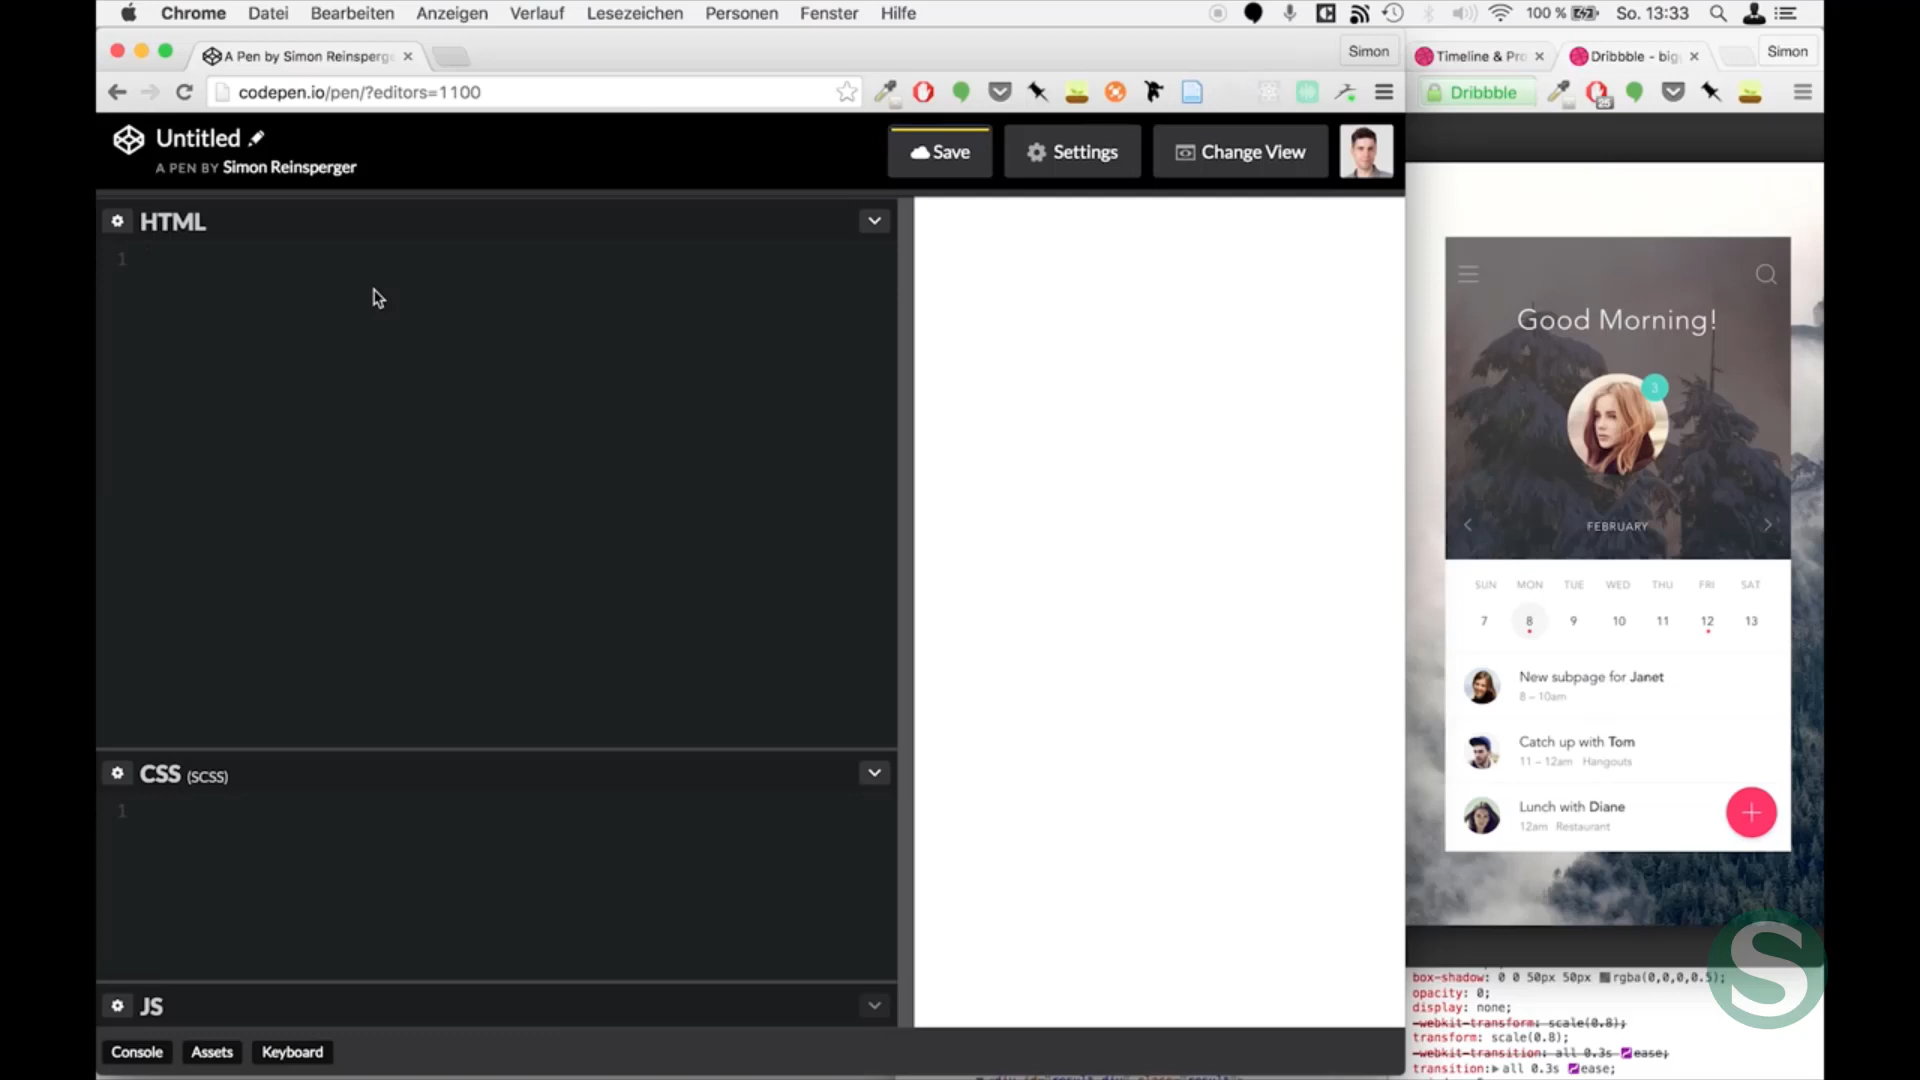 Chrome Datei Bearbeiten Anzeigen Verlauf Lesezeichen Personen Fenster Hilfe 100 % So. 13:33
A Pen by Simon Reinsperge Simon
Timeline & Pro Dribbble - big Simon
codepen.io/pen/?editors=1100
Dribbble 25
Untitled
A PEN BY Simon Reinsperger
Save Settings Change View
HTML
1
CSS (SCSS)
1
JS
Console Assets Keyboard
Good Morning!
3
FEBRUARY
SUN MON TUE WED THU FRI SAT
7 8 9 10 11 12 13
New subpage for Janet
8 – 10am
Catch up with Tom
11 – 12am Hangouts
Lunch with Diane
12am Restaurant
box-shadow: 0 0 50px 50px rgba(0,0,0,0.5);
opacity: 0;
display: none;
-webkit-transform: scale(0.8);
transform: scale(0.8);
-webkit-transition: all 0.3s ease;
transition: all 0.3s ease;
S